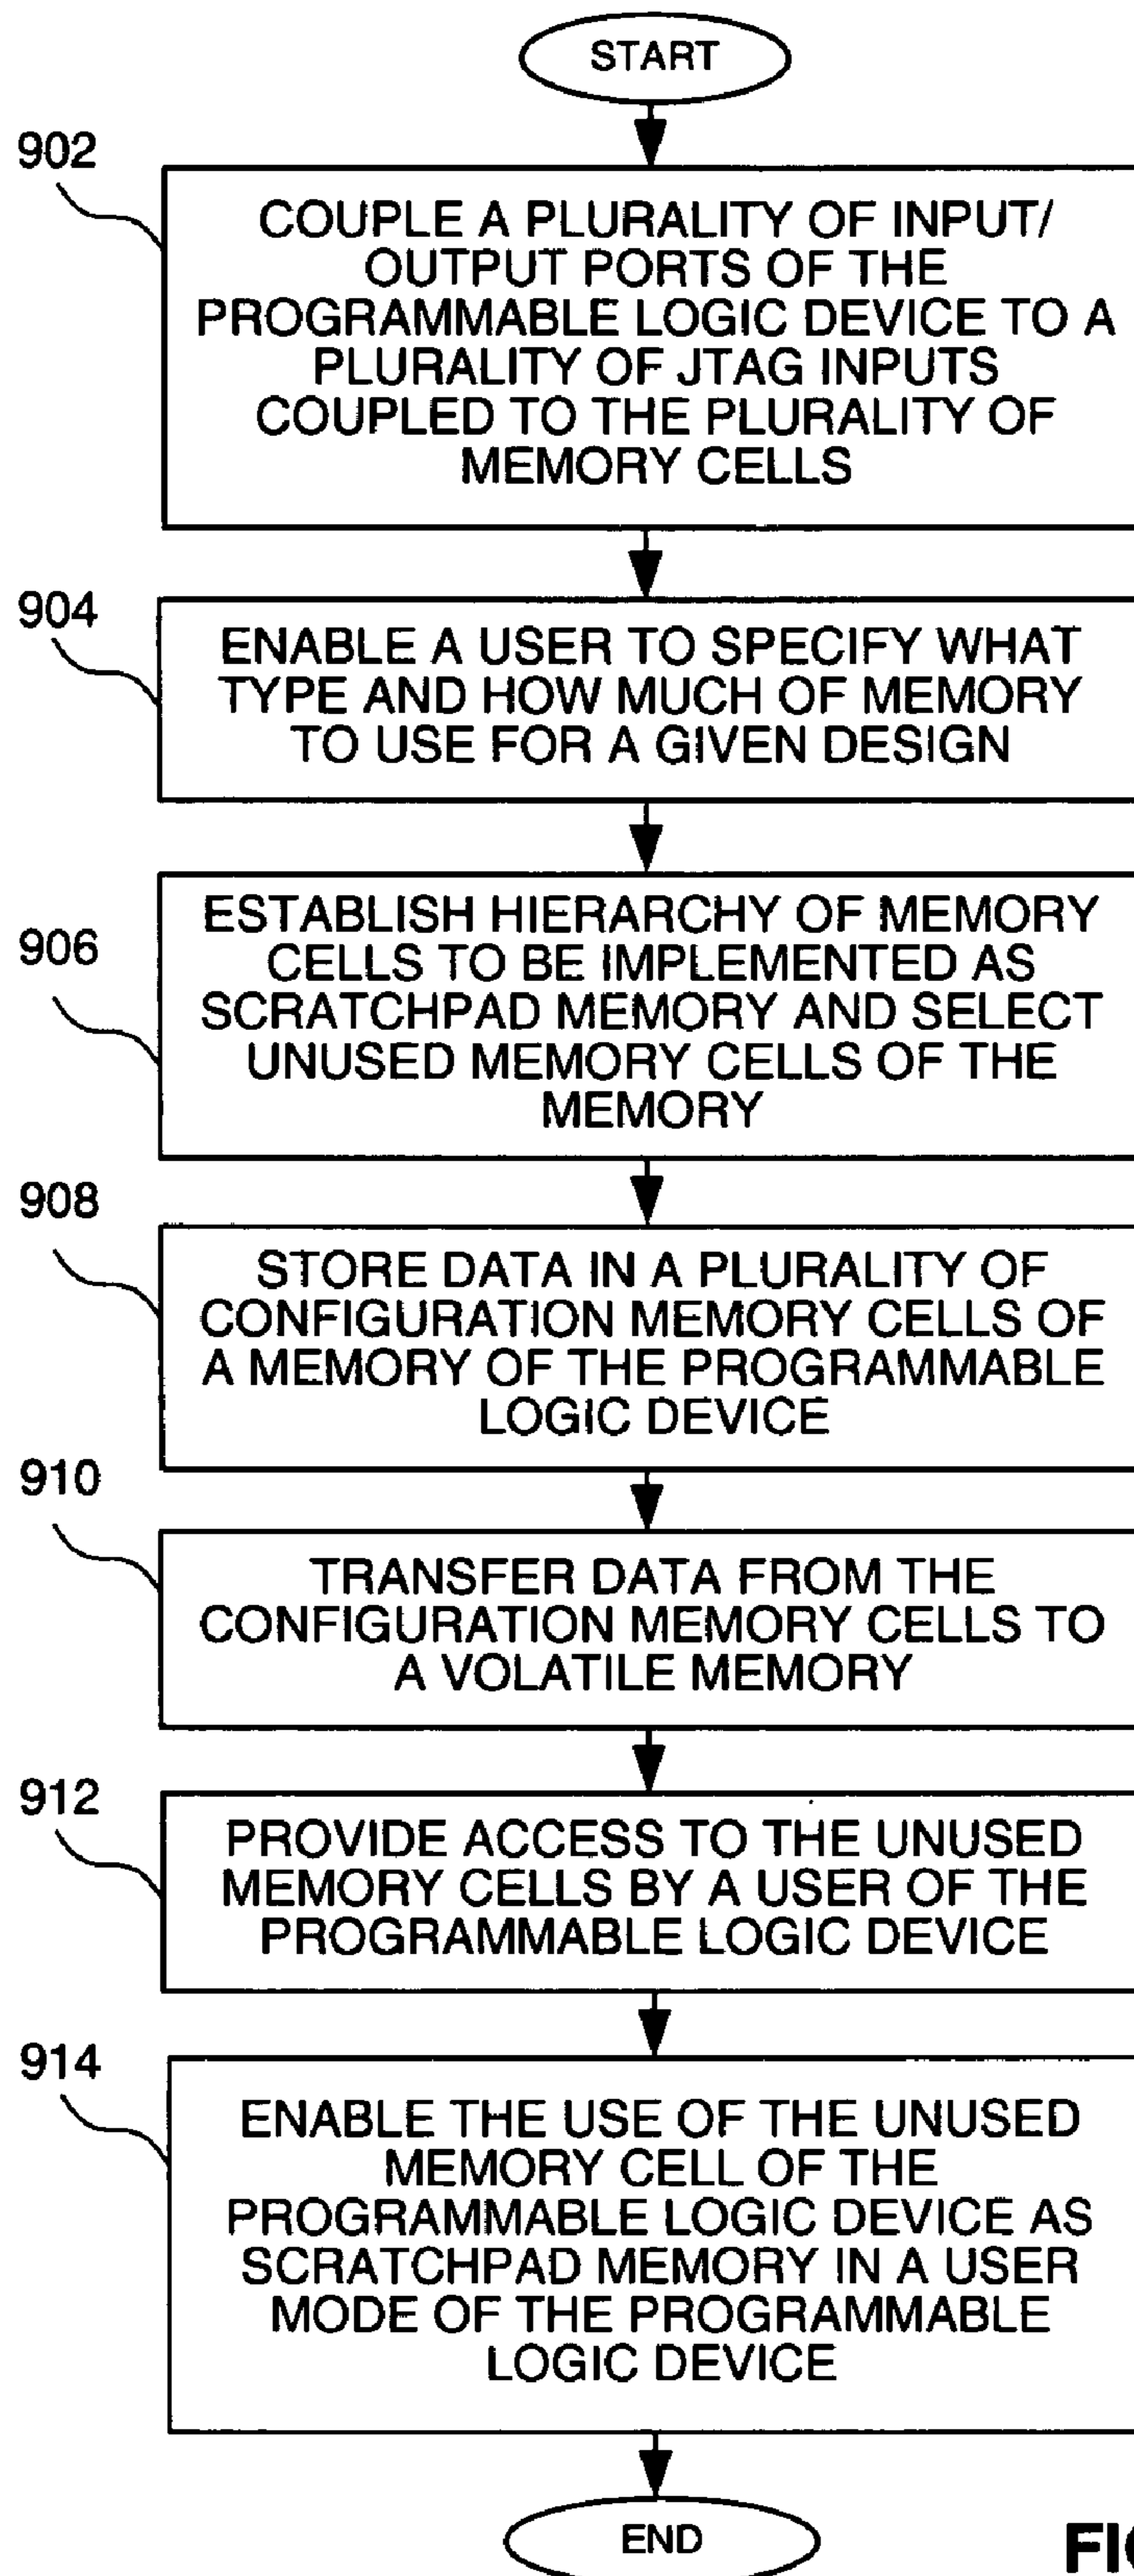 START
902
COUPLE A PLURALITY OF INPUT/
OUTPUT PORTS OF THE
PROGRAMMABLE LOGIC DEVICE TO A
PLURALITY OF JTAG INPUTS
COUPLED TO THE PLURALITY OF
MEMORY CELLS
904
ENABLE A USER TO SPECIFY WHAT
TYPE AND HOW MUCH OF MEMORY
TO USE FOR A GIVEN DESIGN
906
ESTABLISH HIERARCHY OF MEMORY
CELLS TO BE IMPLEMENTED AS
SCRATCHPAD MEMORY AND SELECT
UNUSED MEMORY CELLS OF THE
MEMORY
908
STORE DATA IN A PLURALITY OF
CONFIGURATION MEMORY CELLS OF
A MEMORY OF THE PROGRAMMABLE
LOGIC DEVICE
910
TRANSFER DATA FROM THE
CONFIGURATION MEMORY CELLS TO
A VOLATILE MEMORY
912
PROVIDE ACCESS TO THE UNUSED
MEMORY CELLS BY A USER OF THE
PROGRAMMABLE LOGIC DEVICE
914
ENABLE THE USE OF THE UNUSED
MEMORY CELL OF THE
PROGRAMMABLE LOGIC DEVICE AS
SCRATCHPAD MEMORY IN A USER
MODE OF THE PROGRAMMABLE
LOGIC DEVICE
END